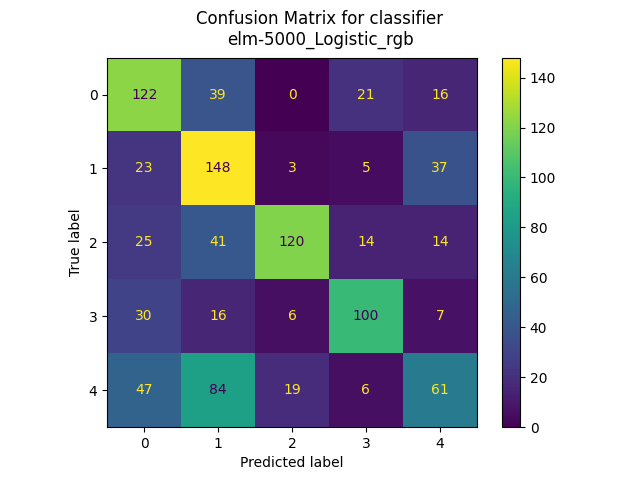 Confusion Matrix for classifier
elm-5000_Logistic_rgb
True label
0 122 39 0 21 16
1 23 148 3 5 37
2 25 41 120 14 14
3 30 16 6 100 7
4 47 84 19 6 61
0 1 2 3 4
Predicted label
140
120
100
80
60
40
20
0